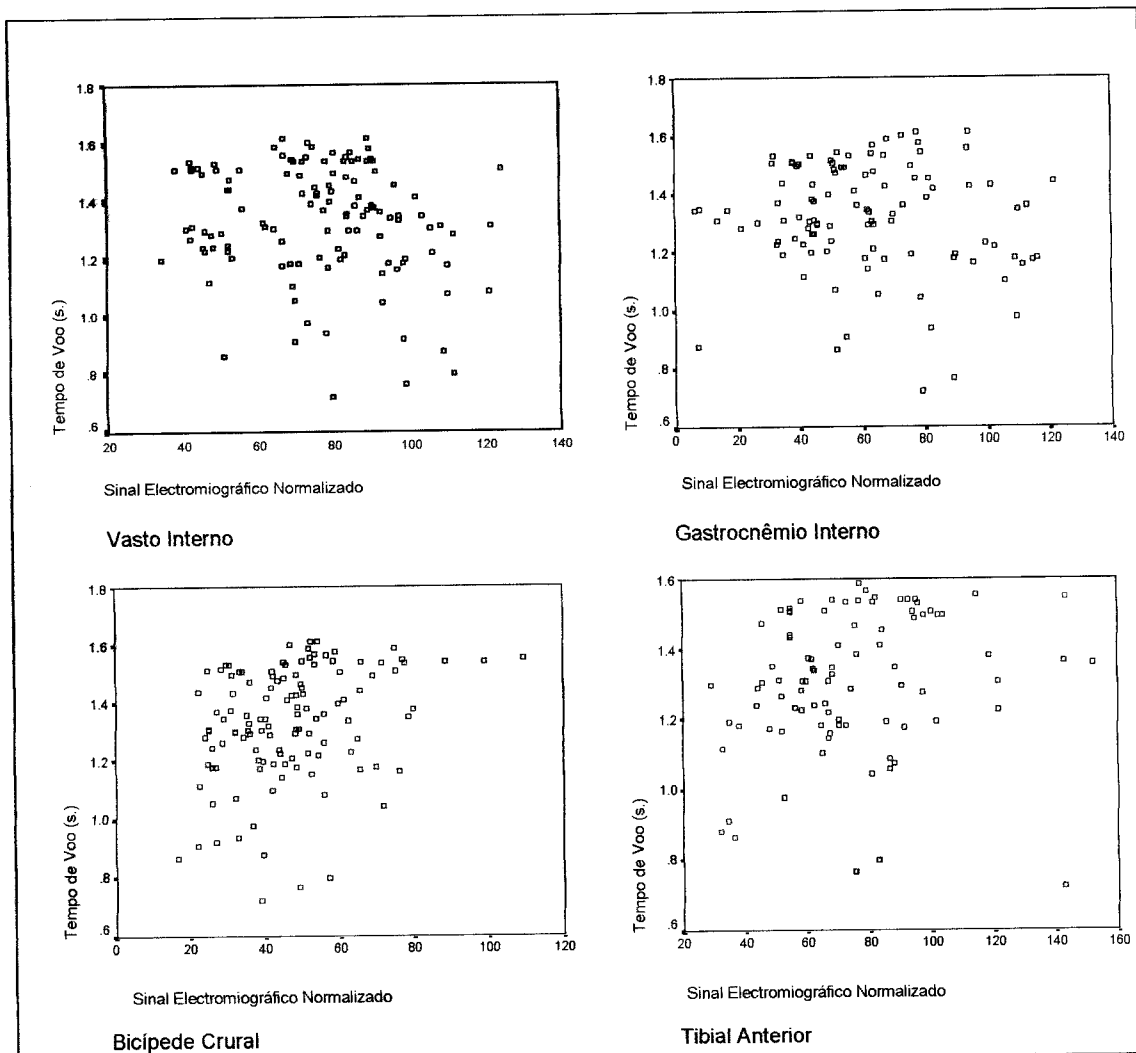 1.8
1.6
1.4
1.2
1.0
.8
.6
Tempo de Voo (s.)
20 40 60 80 100 120 140
Sinal Electromiográfico Normalizado
Vasto Interno
1.8
1.6
1.4
1.2
1.0
.8
.6
Tempo de Voo (s.)
0 20 40 60 80 100 120 140
Sinal Electromiográfico Normalizado
Gastrocnêmio Interno
1.8
1.6
1.4
1.2
1.0
.8
.6
Tempo de Voo (s.)
0 20 40 60 80 100 120
Sinal Electromiográfico Normalizado
Bicípede Crural
1.6
1.4
1.2
1.0
.8
.6
Tempo de Voo (s.)
20 40 60 80 100 120 140 160
Sinal Electromiográfico Normalizado
Tibial Anterior